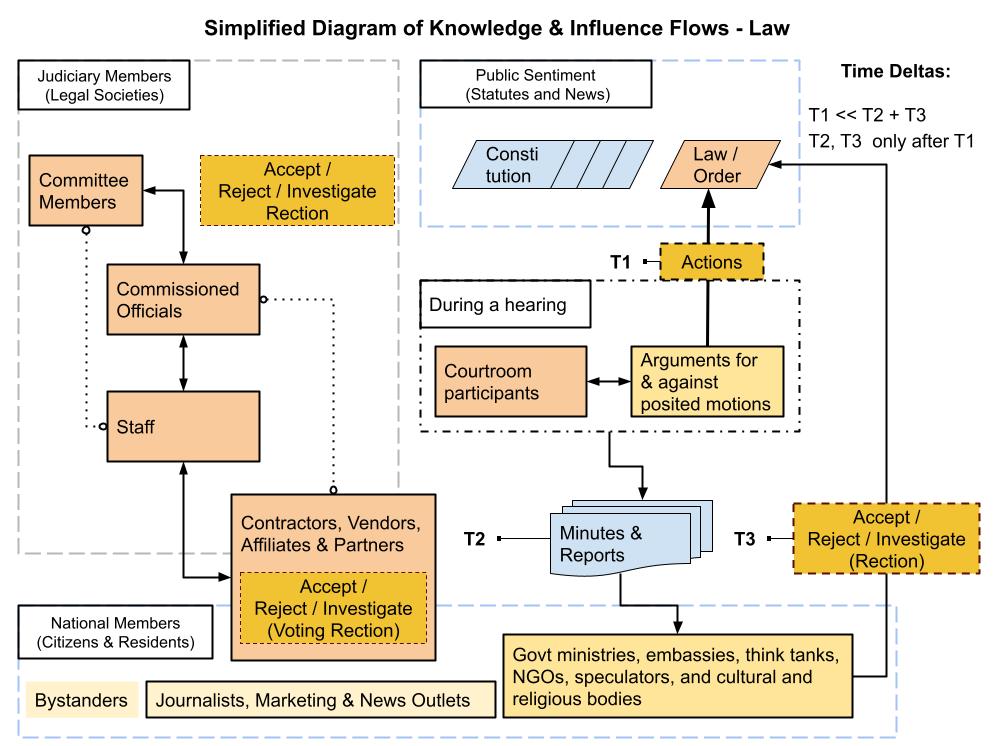 Simplified Diagram of Knowledge & Influence Flows - Law
Judiciary Members
(Legal Societies)
Public Sentiment
(Statutes and News)
Time Deltas:
T1 << T2 + T3
T2, T3  only after T1
Committee
Members
Accept /
Reject / Investigate
Rection
Consti
tution
Law /
Order
T1
Actions
Commissioned
Officials
During a hearing
Courtroom
participants
Arguments for
& against
posited motions
Staff
Contractors, Vendors,
Affiliates & Partners
Accept /
Reject / Investigate
(Voting Rection)
T2
Minutes &
Reports
T3
Accept /
Reject / Investigate
(Rection)
National Members
(Citizens & Residents)
Bystanders
Journalists, Marketing & News Outlets
Govt ministries, embassies, think tanks,
NGOs, speculators, and cultural and
religious bodies